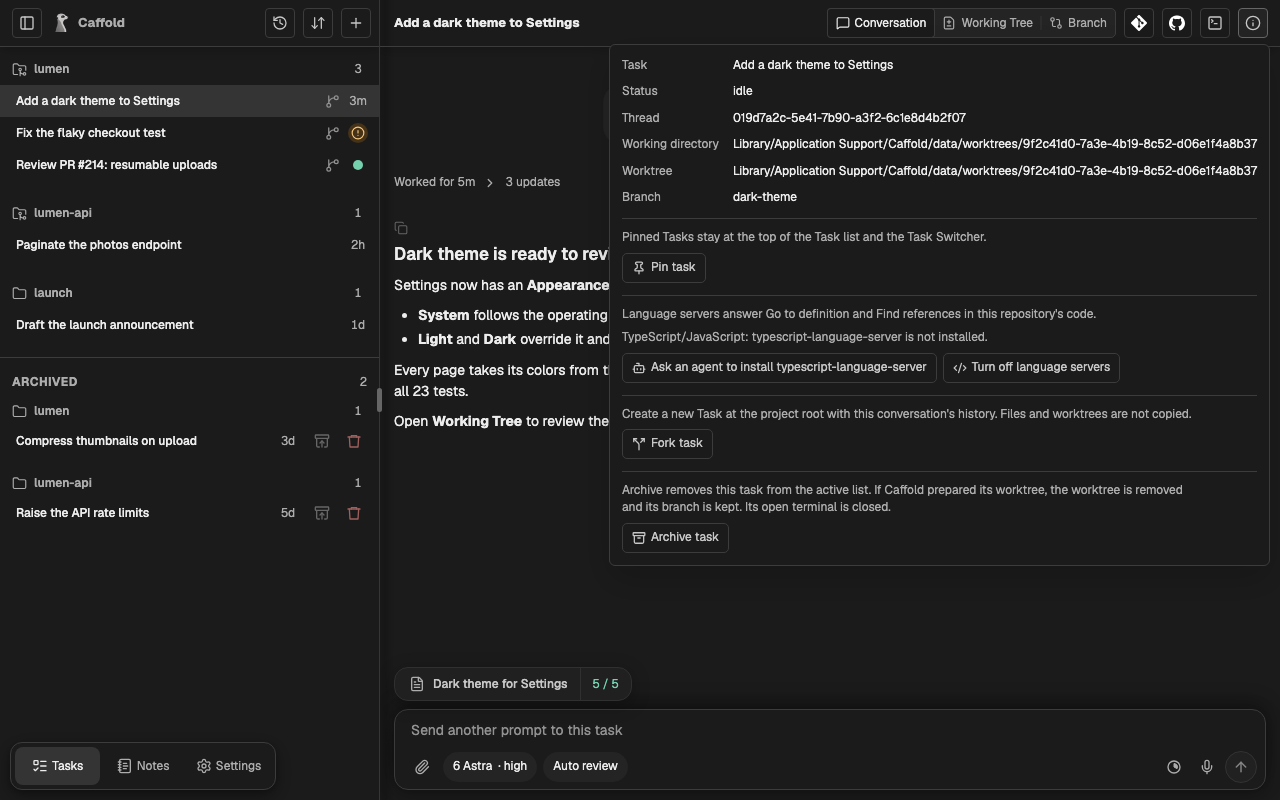 Caffold
lumen 3
Add a dark theme to Settings 3m
Fix the flaky checkout test
Review PR #214: resumable uploads
lumen-api 1
Paginate the photos endpoint 2h
launch 1
Draft the launch announcement 1d
ARCHIVED 2
lumen 1
Compress thumbnails on upload 3d
lumen-api 1
Raise the API rate limits 5d
Tasks Notes Settings
Add a dark theme to Settings
Conversation Working Tree Branch
Worked for 5m 3 updates
Dark theme is ready to rev
Settings now has an Appearance
• System follows the operating
• Light and Dark override it and
Every page takes its colors from t
all 23 tests.
Open Working Tree to review the
Task Add a dark theme to Settings
Status idle
Thread 019d7a2c-5e41-7b90-a3f2-6c1e8d4b2f07
Working directory Library/Application Support/Caffold/data/worktrees/9f2c41d0-7a3e-4b19-8c52-d06e1f4a8b37
Worktree Library/Application Support/Caffold/data/worktrees/9f2c41d0-7a3e-4b19-8c52-d06e1f4a8b37
Branch dark-theme
Pinned Tasks stay at the top of the Task list and the Task Switcher.
Pin task
Language servers answer Go to definition and Find references in this repository's code.
TypeScript/JavaScript: typescript-language-server is not installed.
Ask an agent to install typescript-language-server Turn off language servers
Create a new Task at the project root with this conversation's history. Files and worktrees are not copied.
Fork task
Archive removes this task from the active list. If Caffold prepared its worktree, the worktree is removed
and its branch is kept. Its open terminal is closed.
Archive task
Dark theme for Settings 5 / 5
Send another prompt to this task
6 Astra · high Auto review